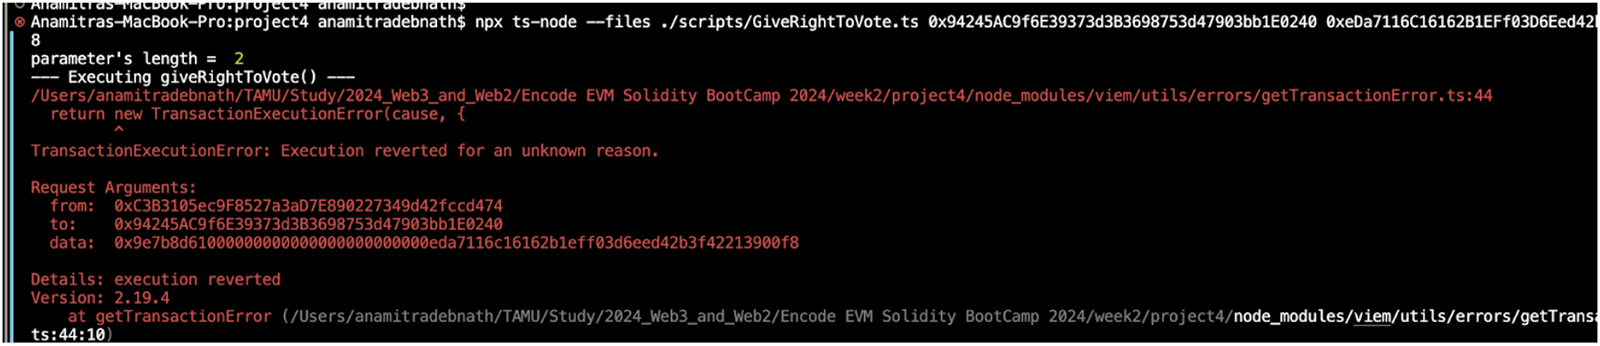 Anamitras-MacBook-Pro:project4 anamitradebnath$
Anamitras-MacBook-Pro:project4 anamitradebnath$ npx ts-node --files ./scripts/GiveRightToVote.ts 0x94245AC9f6E39373d3B3698753d47903bb1E0240 0xeDa7116C16162B1EFf03D6Eed42
8
parameter's length =  2
--- Executing giveRightToVote() ---
/Users/anamitradebnath/TAMU/Study/2024_Web3_and_Web2/Encode EVM Solidity BootCamp 2024/week2/project4/node_modules/viem/utils/errors/getTransactionError.ts:44
return new TransactionExecutionError(cause, {
^
TransactionExecutionError: Execution reverted for an unknown reason.
Request Arguments:
from:  0xC3B3105ec9F8527a3aD7E890227349d42fccd474
to:    0x94245AC9f6E39373d3B3698753d47903bb1E0240
data:  0x9e7b8d61000000000000000000000000eda7116c16162b1eff03d6eed42b3f42213900f8
Details: execution reverted
Version: 2.19.4
at getTransactionError (/Users/anamitradebnath/TAMU/Study/2024_Web3_and_Web2/Encode EVM Solidity BootCamp 2024/week2/project4/node_modules/viem/utils/errors/getTransa
ts:44:10)